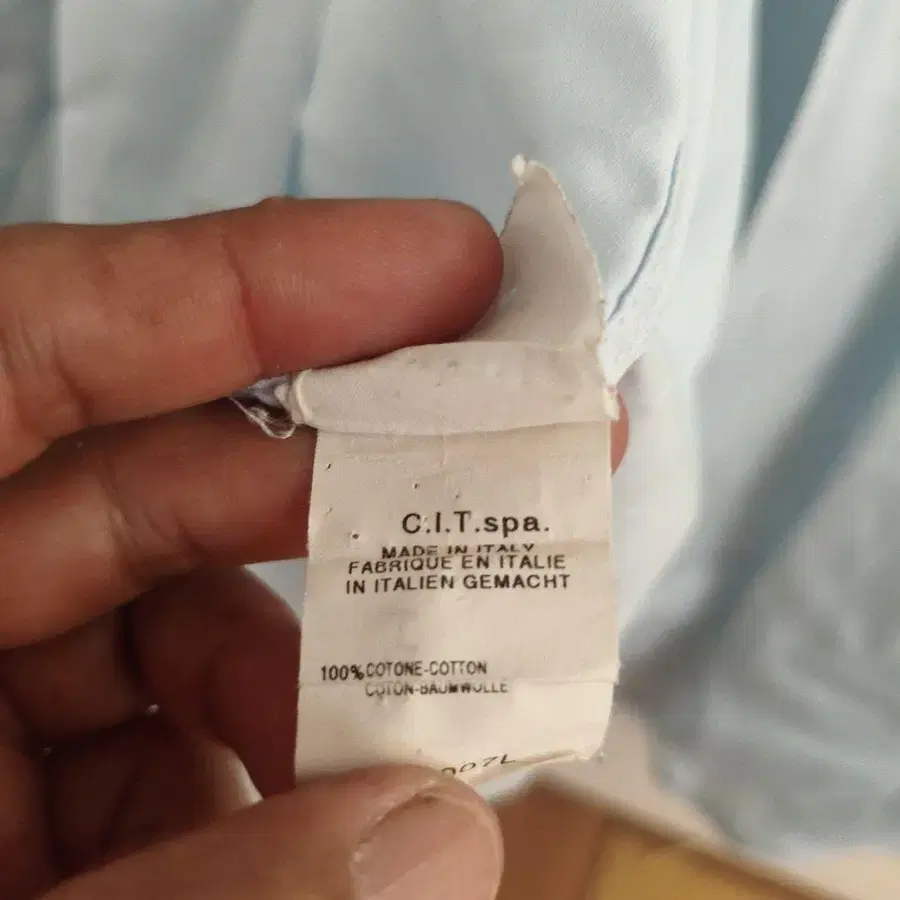 C.I.T.spa.
MADE IN ITALY
FABRIQUE EN ITALIE
IN ITALIEN GEMACHT
100% COTONE-COTTON
COTON-BAUMWOLLE